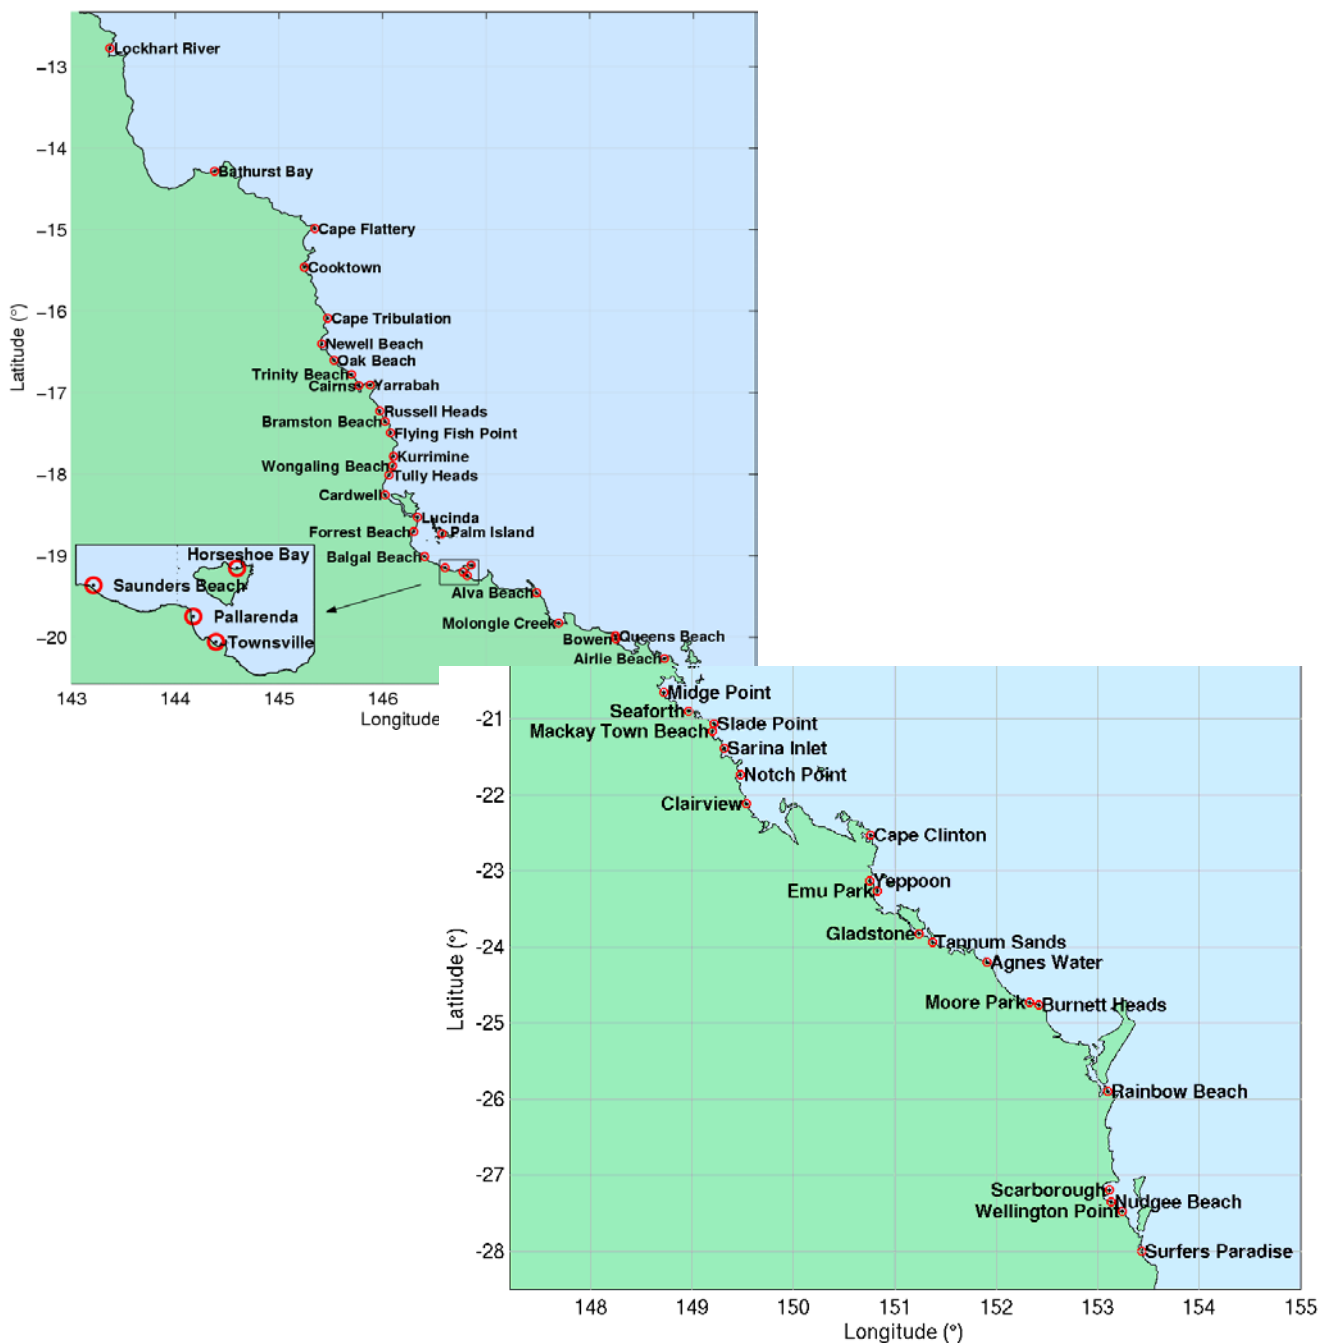 Lockhart River
−13
−14
Bathurst Bay
−15
Cape Flattery
Cooktown
Latitude (°)
−16
Cape Tribulation
Newell Beach
Oak Beach
Trinity Beach
Cairns
Yarrabah
−17
Russell Heads
Bramston Beach
Flying Fish Point
Kurrimine
Wongaling Beach
−18
Tully Heads
Cardwell
Lucinda
Forrest Beach
Palm Island
−19
Balgal Beach
Horseshoe Bay
Saunders Beach
Pallarenda
Townsville
Alva Beach
Molongle Creek
−20
Bowen
Queens Beach
Airlie Beach
143
144
145
146
Longitude
Midge Point
Seaforth
-21
Slade Point
Mackay Town Beach
Sarina Inlet
Notch Point
-22
Clairview
Cape Clinton
-23
Yeppoon
Emu Park
Gladstone
-24
Tannum Sands
Agnes Water
Latitude (°)
Moore Park
Burnett Heads
-25
-26
Rainbow Beach
-27
Scarborough
Nudgee Beach
Wellington Point
-28
Surfers Paradise
148
149
150
151
152
153
154
155
Longitude (°)